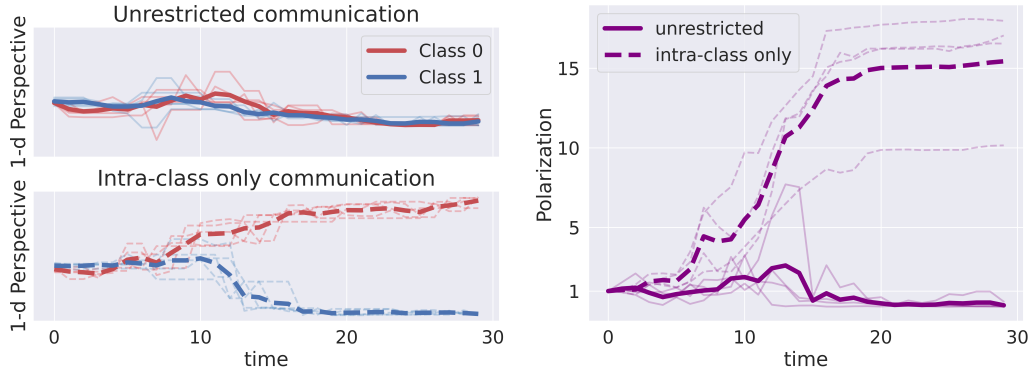 Unrestricted communication
1-d Perspective
Class 0
Class 1
Intra-class only communication
1-d Perspective
0
10
20
30
time
unrestricted
intra-class only
Polarization
15
10
5
1
0
10
20
30
time